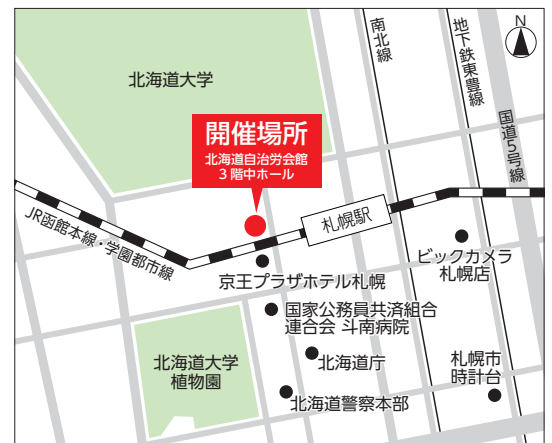 N
北海道大学
南北線
地下鉄東豊線
国道5号線
開催場所
北海道自治労会館
3階中ホール
札幌駅
JR函館本線・学園都市線
ビックカメラ
札幌店
京王プラザホテル札幌
国家公務員共済組合
連合会 斗南病院
北海道大学
植物園
北海道庁
札幌市
時計台
北海道警察本部